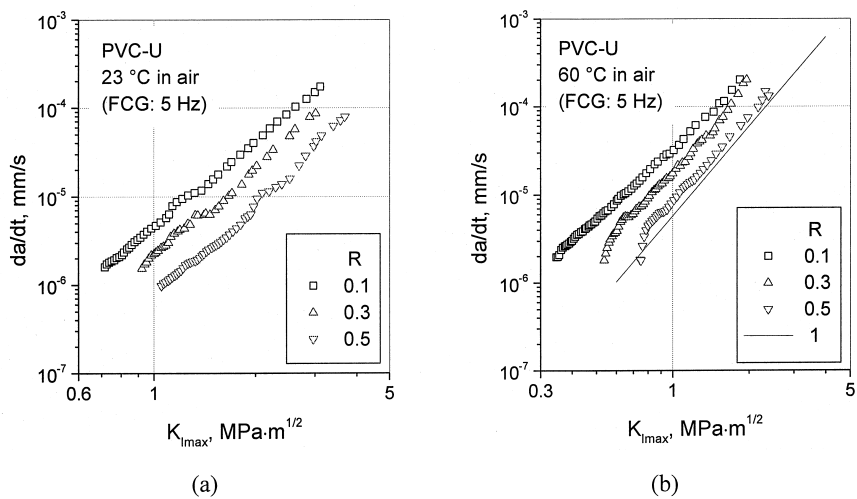 PVC-U
23 °C in air
(FCG: 5 Hz)
da/dt, mm/s
10⁻³
10⁻⁴
10⁻⁵
10⁻⁶
10⁻⁷
R
0.1
0.3
0.5
0.6
1
5
K_Imax, MPa·m^1/2
(a)
PVC-U
60 °C in air
(FCG: 5 Hz)
da/dt, mm/s
10⁻³
10⁻⁴
10⁻⁵
10⁻⁶
10⁻⁷
R
0.1
0.3
0.5
1
0.3
1
5
K_Imax, MPa·m^1/2
(b)